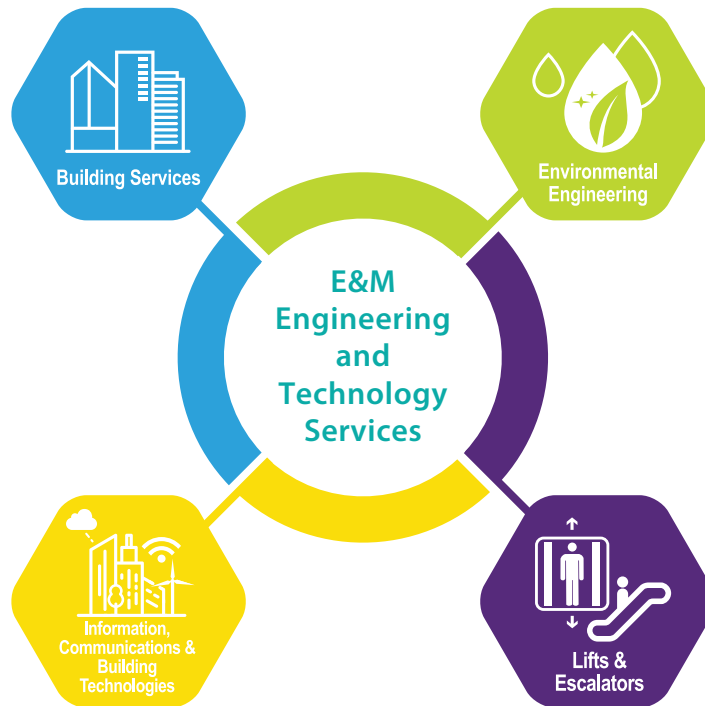 Building Services
Environmental
Engineering
E&M
Engineering
and
Technology
Services
Information,
Communications &
Building
Technologies
Lifts &
Escalators